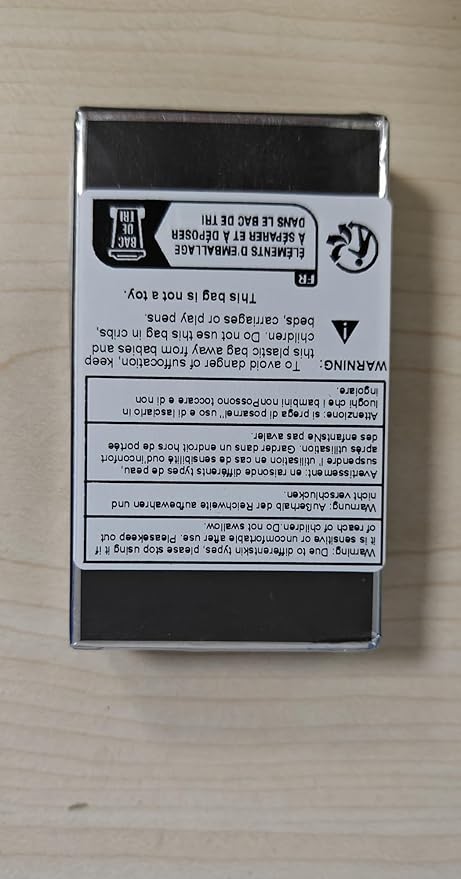 Warning: Due: to differentskin types, please stop using it if
it is sensitive or uncomfortable after use. Pleasekeep out
of reach of children.Do not swallow.
Warnung: Außerhalb der Reichweite aufbewahren und
nicht verschlucken.
Avertissement: en raisonde différents types de peau,
suspendre l'utilisation en cas de sensibilité oud'inconfort
après utilisation. Garder dans un endroit hors de portée
des enfantsNe pas avaler.
Attenzione: si prega di posarnel'uso e di lasciarlo in
luoghi che i bambini nonPossono toccare e di non
ingoiare.
WARNING: To avoid danger of suffocation, keep
this plastic bag away from babies and
children. Do not use this bag in cribs,
beds, carriages or play pens.
This bag is not a toy.
FR
ÉLÉMENTS D'EMBALLAGE
À SÉPARER ET À DÉPOSER
DANS LE BAC DE TRI
BAC
DE
TRI